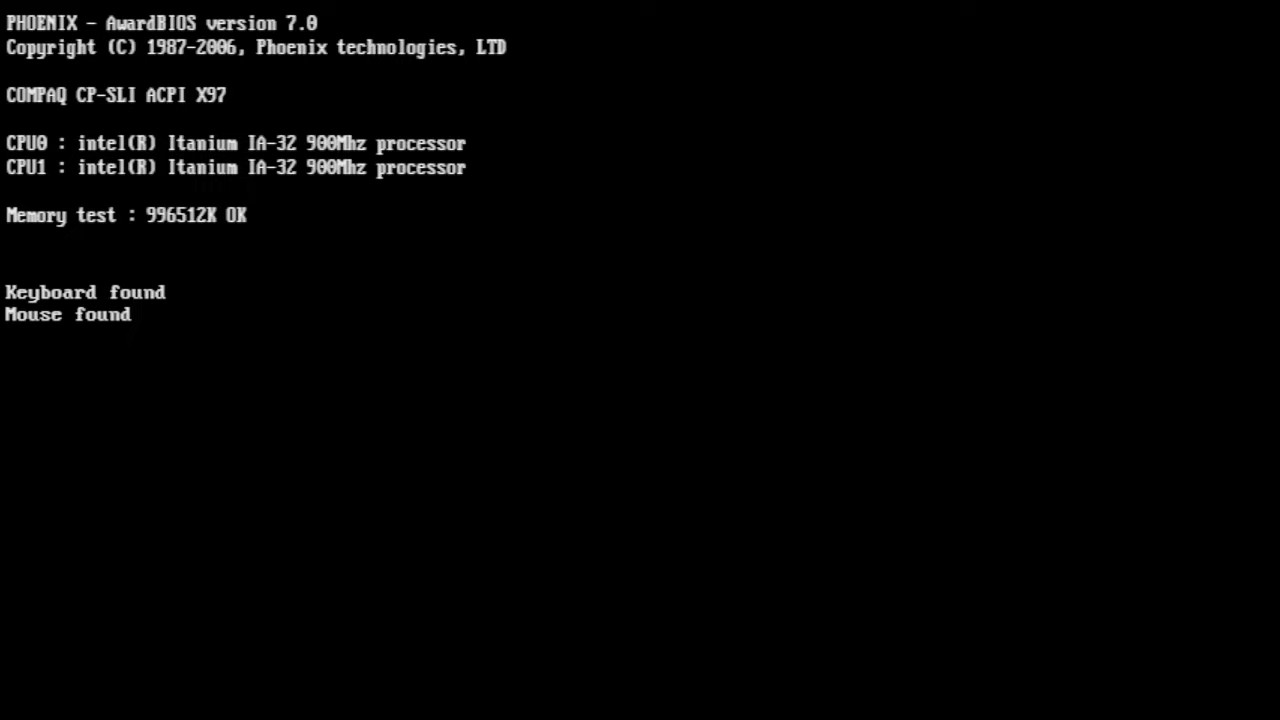 PHOENIX - AwardBIOS version 7.0
Copyright (C) 1987-2006, Phoenix technologies, LTD
COMPAQ CP-SLI ACPI X97
CPU0 : intel(R) Itanium IA-32 900Mhz processor
CPU1 : intel(R) Itanium IA-32 900Mhz processor
Memory test : 996512K OK
Keyboard found
Mouse found